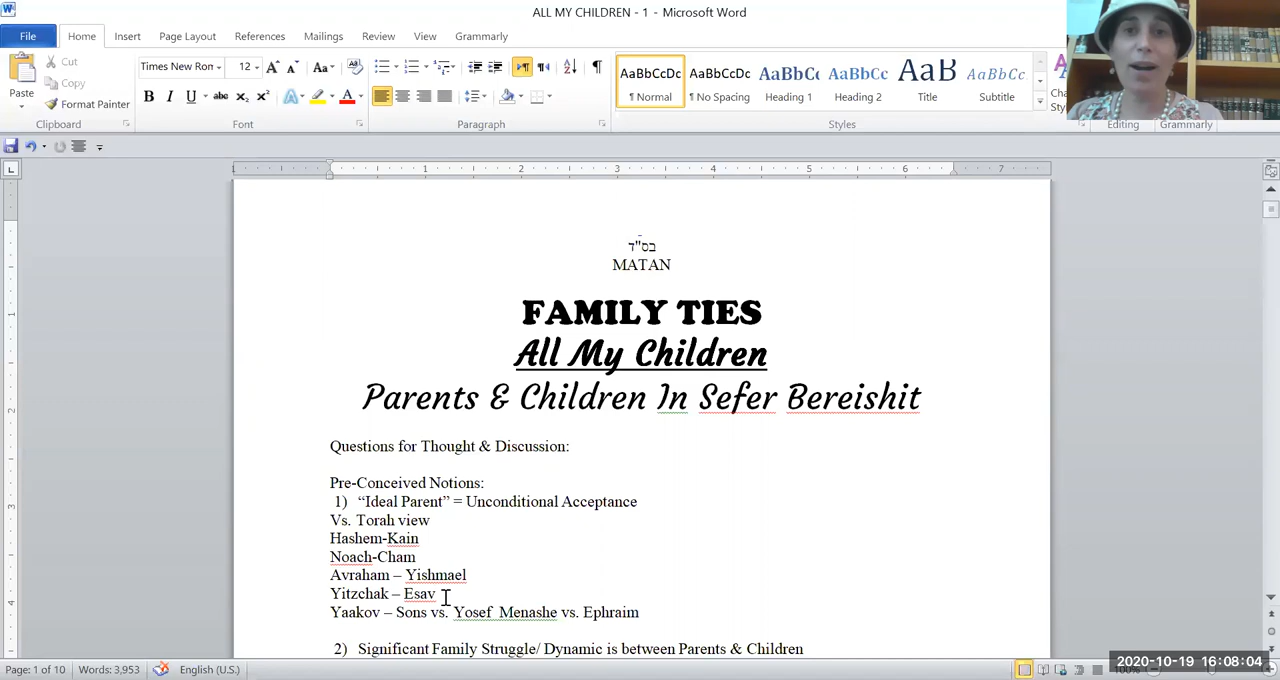 ALL MY CHILDREN - 1 - Microsoft Word
File Home Insert Page Layout References Mailings Review View Grammarly
Paste Cut Copy Format Painter
Times New Rom 12
AaBbCcDc AaBbCcDc AaBbCc AaBbCc AaB AaBbCc
¶ Normal ¶ No Spacing Heading 1 Heading 2 Title Subtitle
Clipboard Font Paragraph Styles Editing Grammarly
בס"ד
MATAN
FAMILY TIES
All My Children
Parents & Children In Sefer Bereishit
Questions for Thought & Discussion:
Pre-Conceived Notions:
1) “Ideal Parent” = Unconditional Acceptance
Vs. Torah view
Hashem-Kain
Noach-Cham
Avraham – Yishmael
Yitzchak – Esav
Yaakov – Sons vs. Yosef Menashe vs. Ephraim
2) Significant Family Struggle/ Dynamic is between Parents & Children
Page: 1 of 10 Words: 3,953 English (U.S.)
2020-10-19 16:08:04